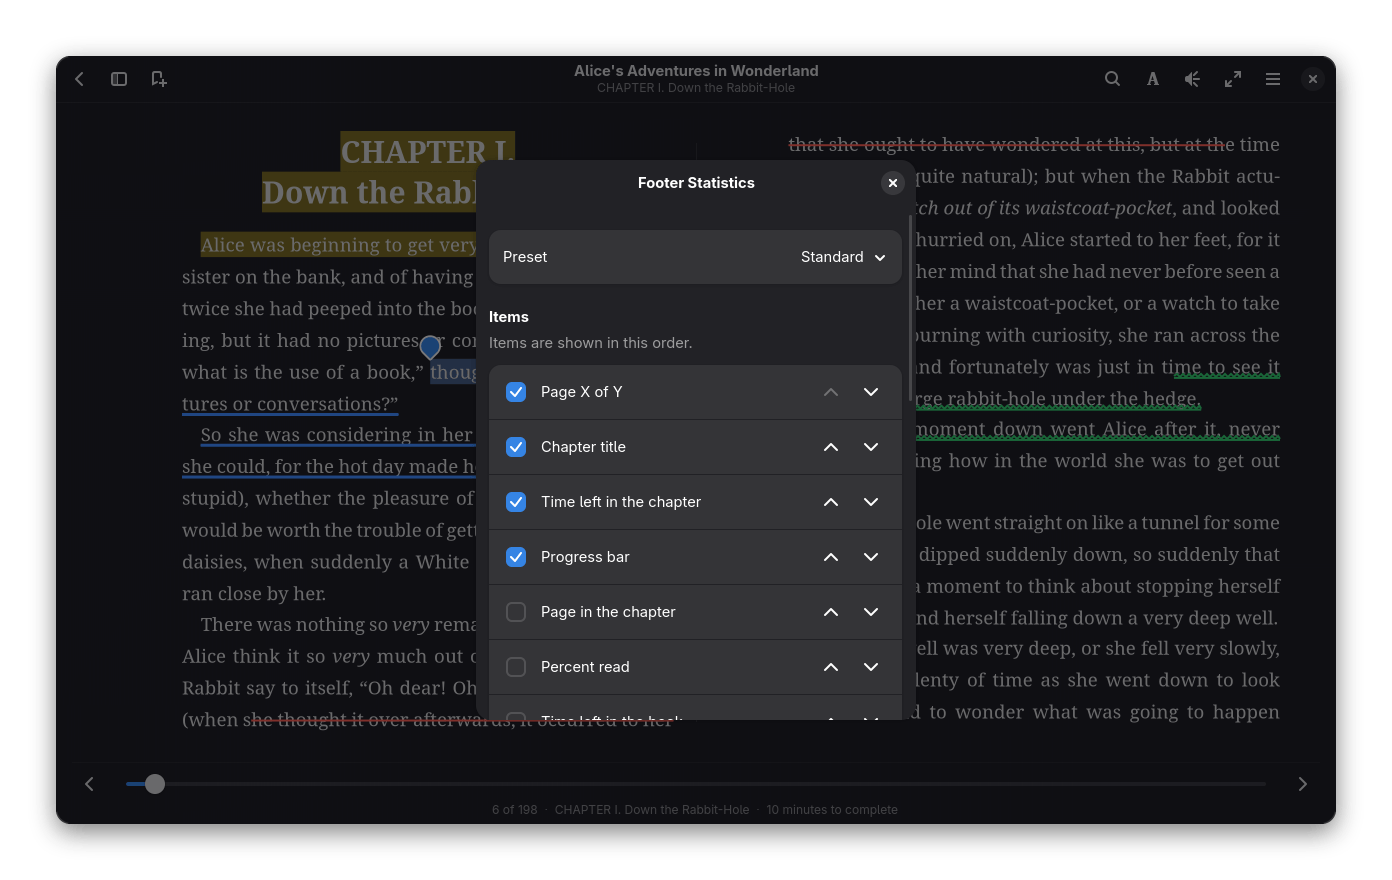 Alice's Adventures in Wonderland
CHAPTER I. Down the Rabbit-Hole
CHAPTER I.
Down the Rabb
Alice was beginning to get very
sister on the bank, and of having
twice she had peeped into the boo
ing, but it had no pictures or con
what is the use of a book,” thoug
tures or conversations?”
So she was considering in her
she could, for the hot day made he
stupid), whether the pleasure of
would be worth the trouble of gett
daisies, when suddenly a White
ran close by her.
There was nothing so very rema
Alice think it so very much out o
Rabbit say to itself, “Oh dear! Oh
(when she thought it over afterwards, it occurred to her
that she ought to have wondered at this, but at the time
quite natural); but when the Rabbit actu-
tch out of its waistcoat-pocket, and looked
hurried on, Alice started to her feet, for it
her mind that she had never before seen a
her a waistcoat-pocket, or a watch to take
ourning with curiosity, she ran across the
nd fortunately was just in time to see it
rge rabbit-hole under the hedge.
moment down went Alice after it, never
ing how in the world she was to get out
ole went straight on like a tunnel for some
dipped suddenly down, so suddenly that
a moment to think about stopping herself
nd herself falling down a very deep well.
ell was very deep, or she fell very slowly,
lenty of time as she went down to look
d to wonder what was going to happen
Footer Statistics
Preset Standard
Items
Items are shown in this order.
Page X of Y
Chapter title
Time left in the chapter
Progress bar
Page in the chapter
Percent read
Time left in the book
6 of 198 · CHAPTER I. Down the Rabbit-Hole · 10 minutes to complete